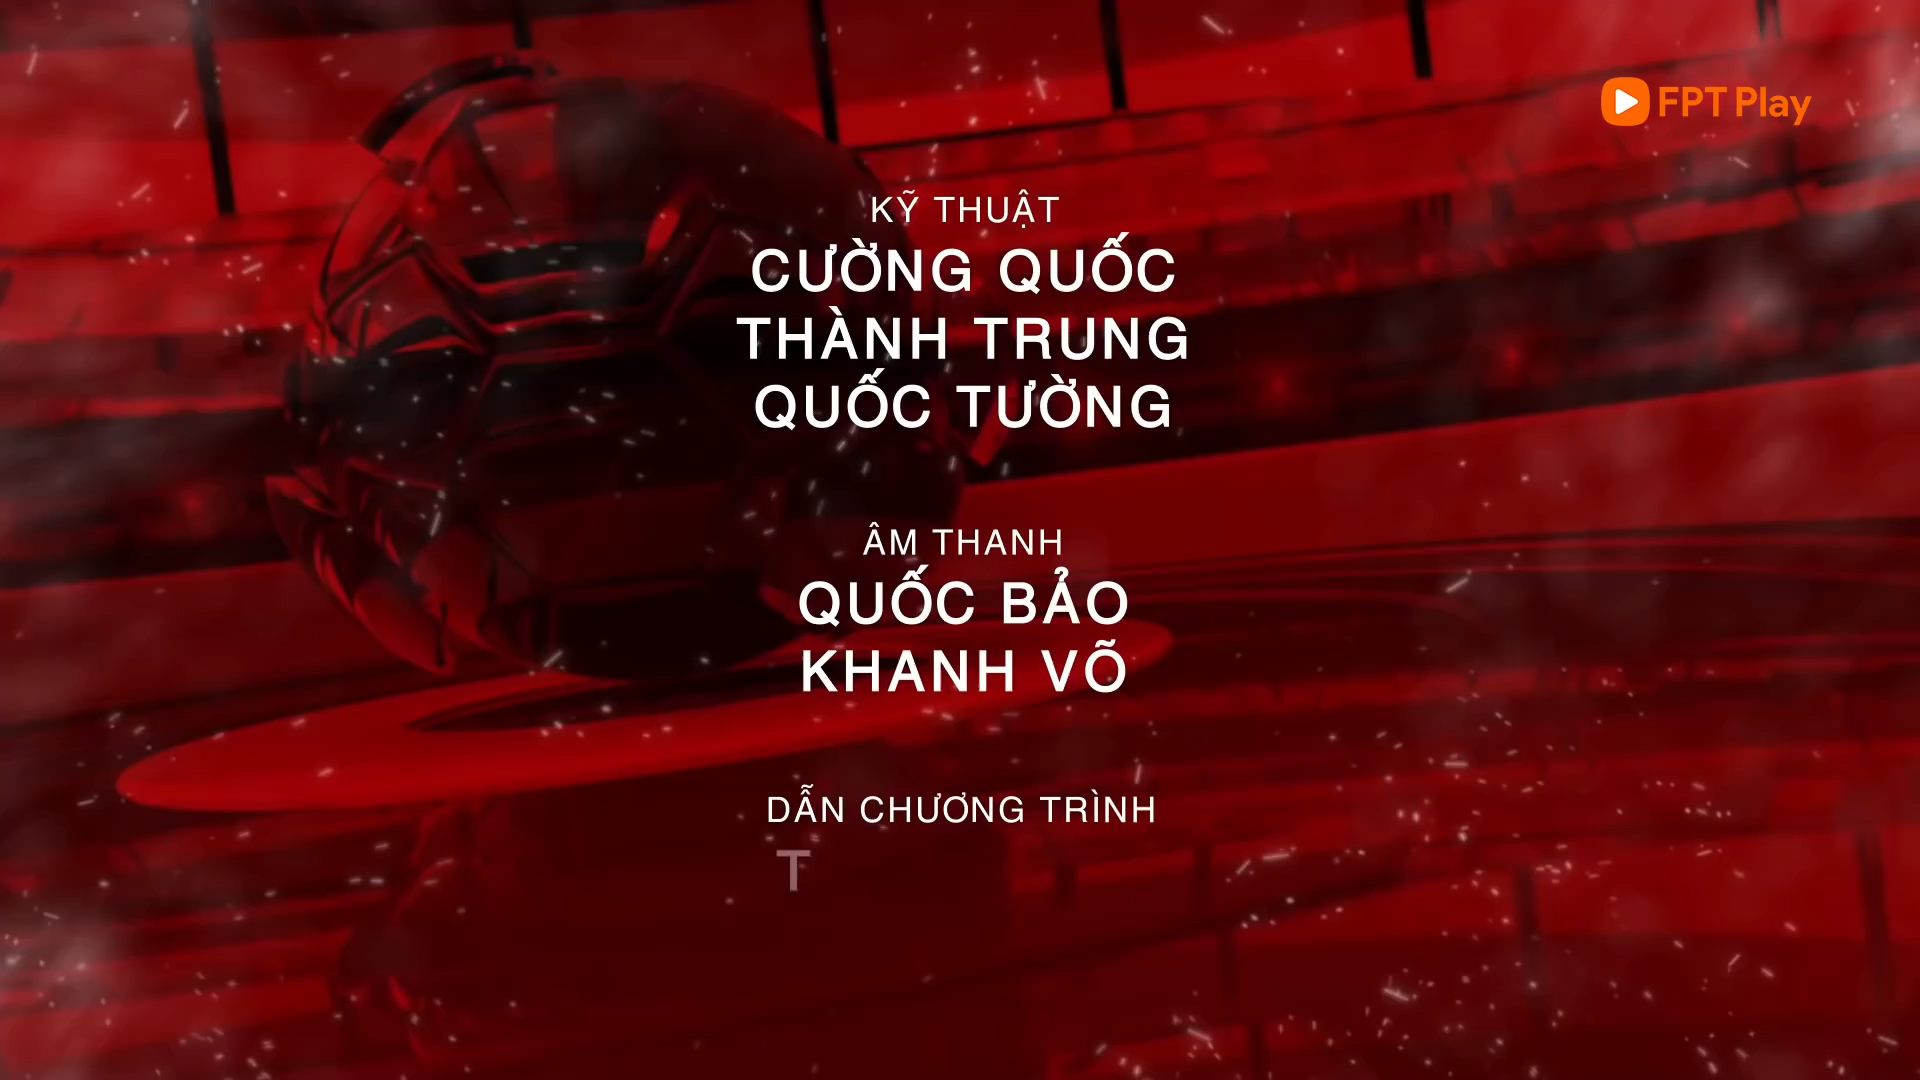 FPT Play
KỸ THUẬT
CƯỜNG QUỐC
THÀNH TRUNG
QUỐC TƯỜNG
ÂM THANH
QUỐC BẢO
KHANH VÕ
DẪN CHƯƠNG TRÌNH
T